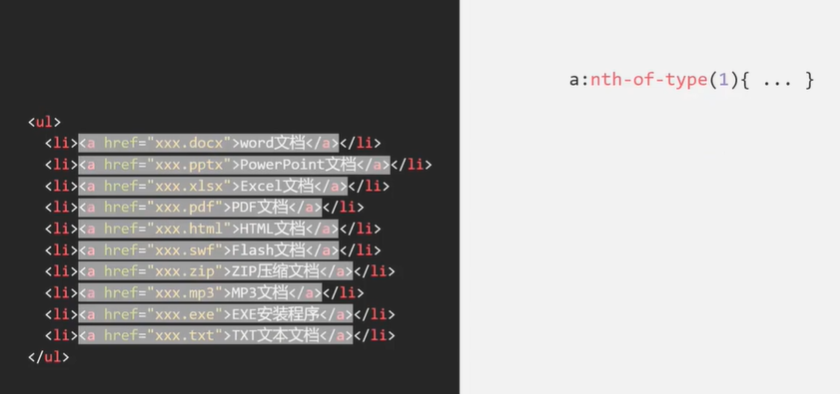 <ul>
<li><a href="xxx.docx">word文档</a></li>
<li><a href="xxx.pptx">PowerPoint文档</a></li>
<li><a href="xxx.xlsx">Excel文档</a></li>
<li><a href="xxx.pdf">PDF文档</a></li>
<li><a href="xxx.html">HTML文档</a></li>
<li><a href="xxx.swf">Flash文档</a></li>
<li><a href="xxx.zip">ZIP压缩文档</a></li>
<li><a href="xxx.mp3">MP3文档</a></li>
<li><a href="xxx.exe">EXE安装程序</a></li>
<li><a href="xxx.txt">TXT文本文档</a></li>
</ul>
a:nth-of-type(1){ ... }